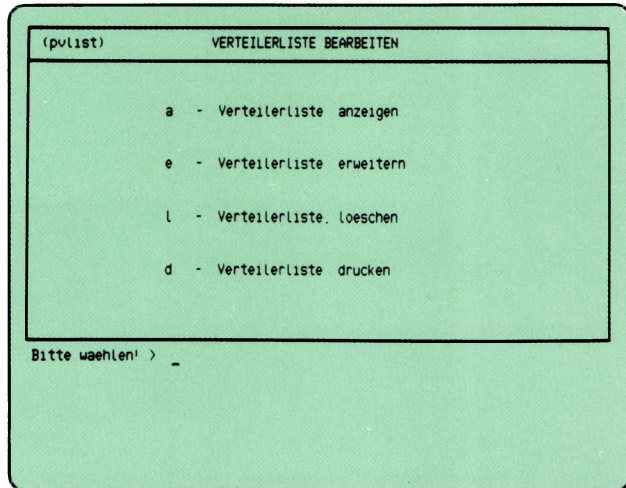 (pvlist) VERTEILERLISTE BEARBEITEN
a - Verteilerliste anzeigen
e - Verteilerliste erweitern
l - Verteilerliste. loeschen
d - Verteilerliste drucken
Bitte waehlen! > _